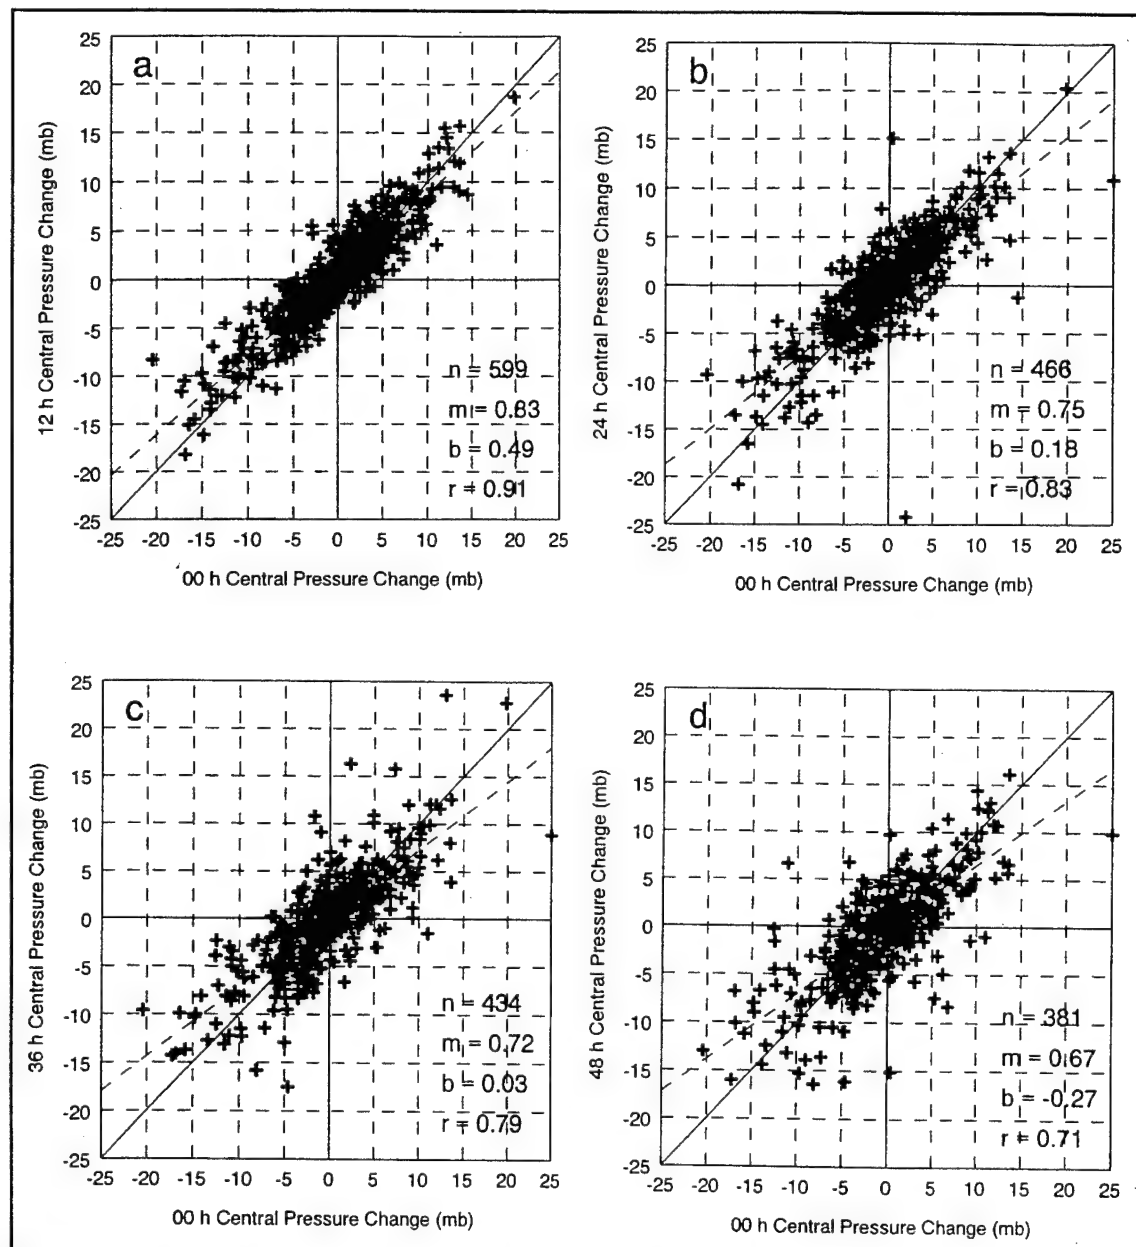 a
25
20
15
10
5
0
-5
-10
-15
-20
-25
12 h Central Pressure Change (mb)
n = 599
m = 0.83
b = 0.49
r = 0.91
-25 -20 -15 -10 -5 0 5 10 15 20 25
00 h Central Pressure Change (mb)
b
25
20
15
10
5
0
-5
-10
-15
-20
-25
24 h Central Pressure Change (mb)
n = 466
m = 0.75
b = 0.18
r = 0.83
-25 -20 -15 -10 -5 0 5 10 15 20 25
00 h Central Pressure Change (mb)
c
25
20
15
10
5
0
-5
-10
-15
-20
-25
36 h Central Pressure Change (mb)
n = 434
m = 0.72
b = 0.03
r = 0.79
-25 -20 -15 -10 -5 0 5 10 15 20 25
00 h Central Pressure Change (mb)
d
25
20
15
10
5
0
-5
-10
-15
-20
-25
48 h Central Pressure Change (mb)
n = 381
m = 0.67
b = -0.27
r = 0.71
-25 -20 -15 -10 -5 0 5 10 15 20 25
00 h Central Pressure Change (mb)